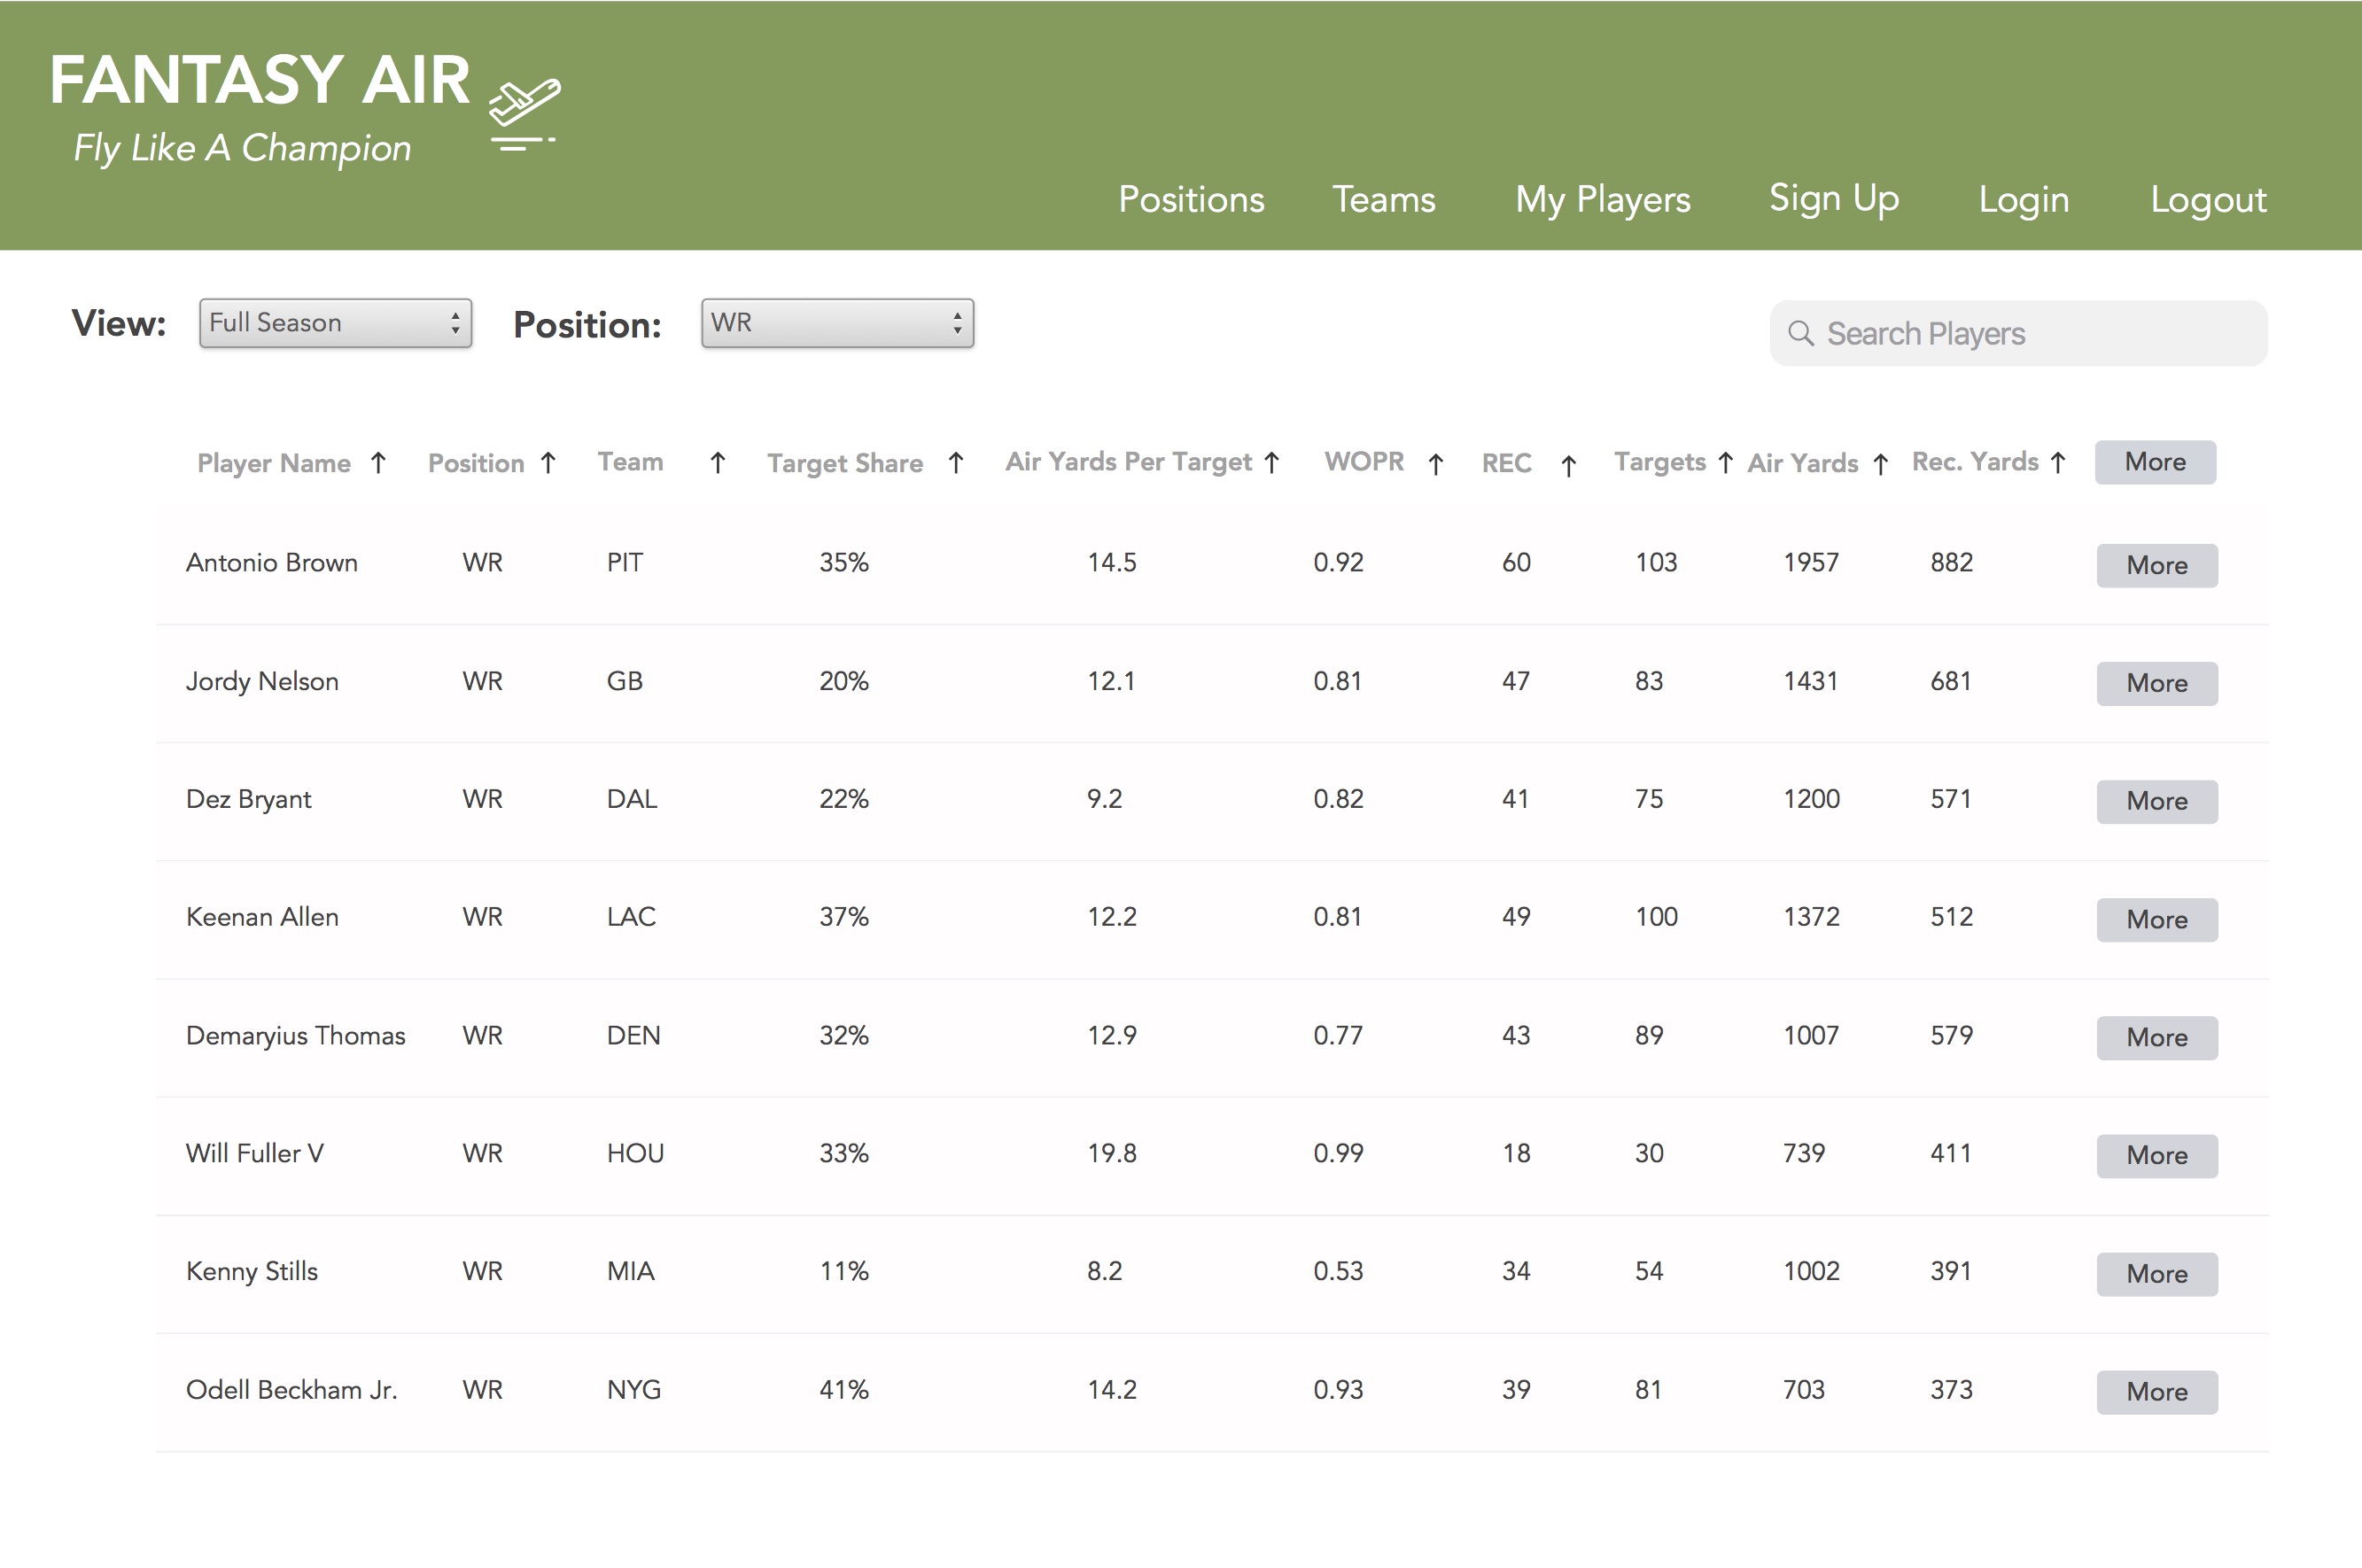 FANTASY AIR
Fly Like A Champion
Positions Teams My Players Sign Up Login Logout
View: Full Season Position: WR Search Players
Player Name ↑ Position ↑ Team ↑ Target Share ↑ Air Yards Per Target ↑ WOPR ↑ REC ↑ Targets ↑ Air Yards ↑ Rec. Yards ↑ More
Antonio Brown WR PIT 35% 14.5 0.92 60 103 1957 882 More
Jordy Nelson WR GB 20% 12.1 0.81 47 83 1431 681 More
Dez Bryant WR DAL 22% 9.2 0.82 41 75 1200 571 More
Keenan Allen WR LAC 37% 12.2 0.81 49 100 1372 512 More
Demaryius Thomas WR DEN 32% 12.9 0.77 43 89 1007 579 More
Will Fuller V WR HOU 33% 19.8 0.99 18 30 739 411 More
Kenny Stills WR MIA 11% 8.2 0.53 34 54 1002 391 More
Odell Beckham Jr. WR NYG 41% 14.2 0.93 39 81 703 373 More